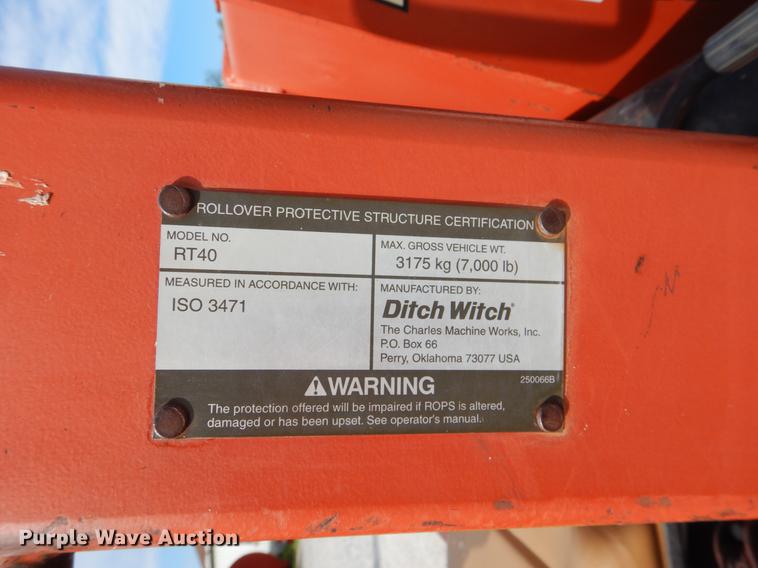 ROLLOVER PROTECTIVE STRUCTURE CERTIFICATION
MODEL NO.
RT40
MAX. GROSS VEHICLE WT.
3175 kg (7,000 lb)
MEASURED IN ACCORDANCE WITH:
ISO 3471
MANUFACTURED BY:
Ditch Witch®
The Charles Machine Works, Inc.
P.O. Box 66
Perry, Oklahoma 73077 USA
WARNING
250066B
The protection offered will be impaired if ROPS is altered,
damaged or has been upset. See operator's manual.
Purple Wave Auction